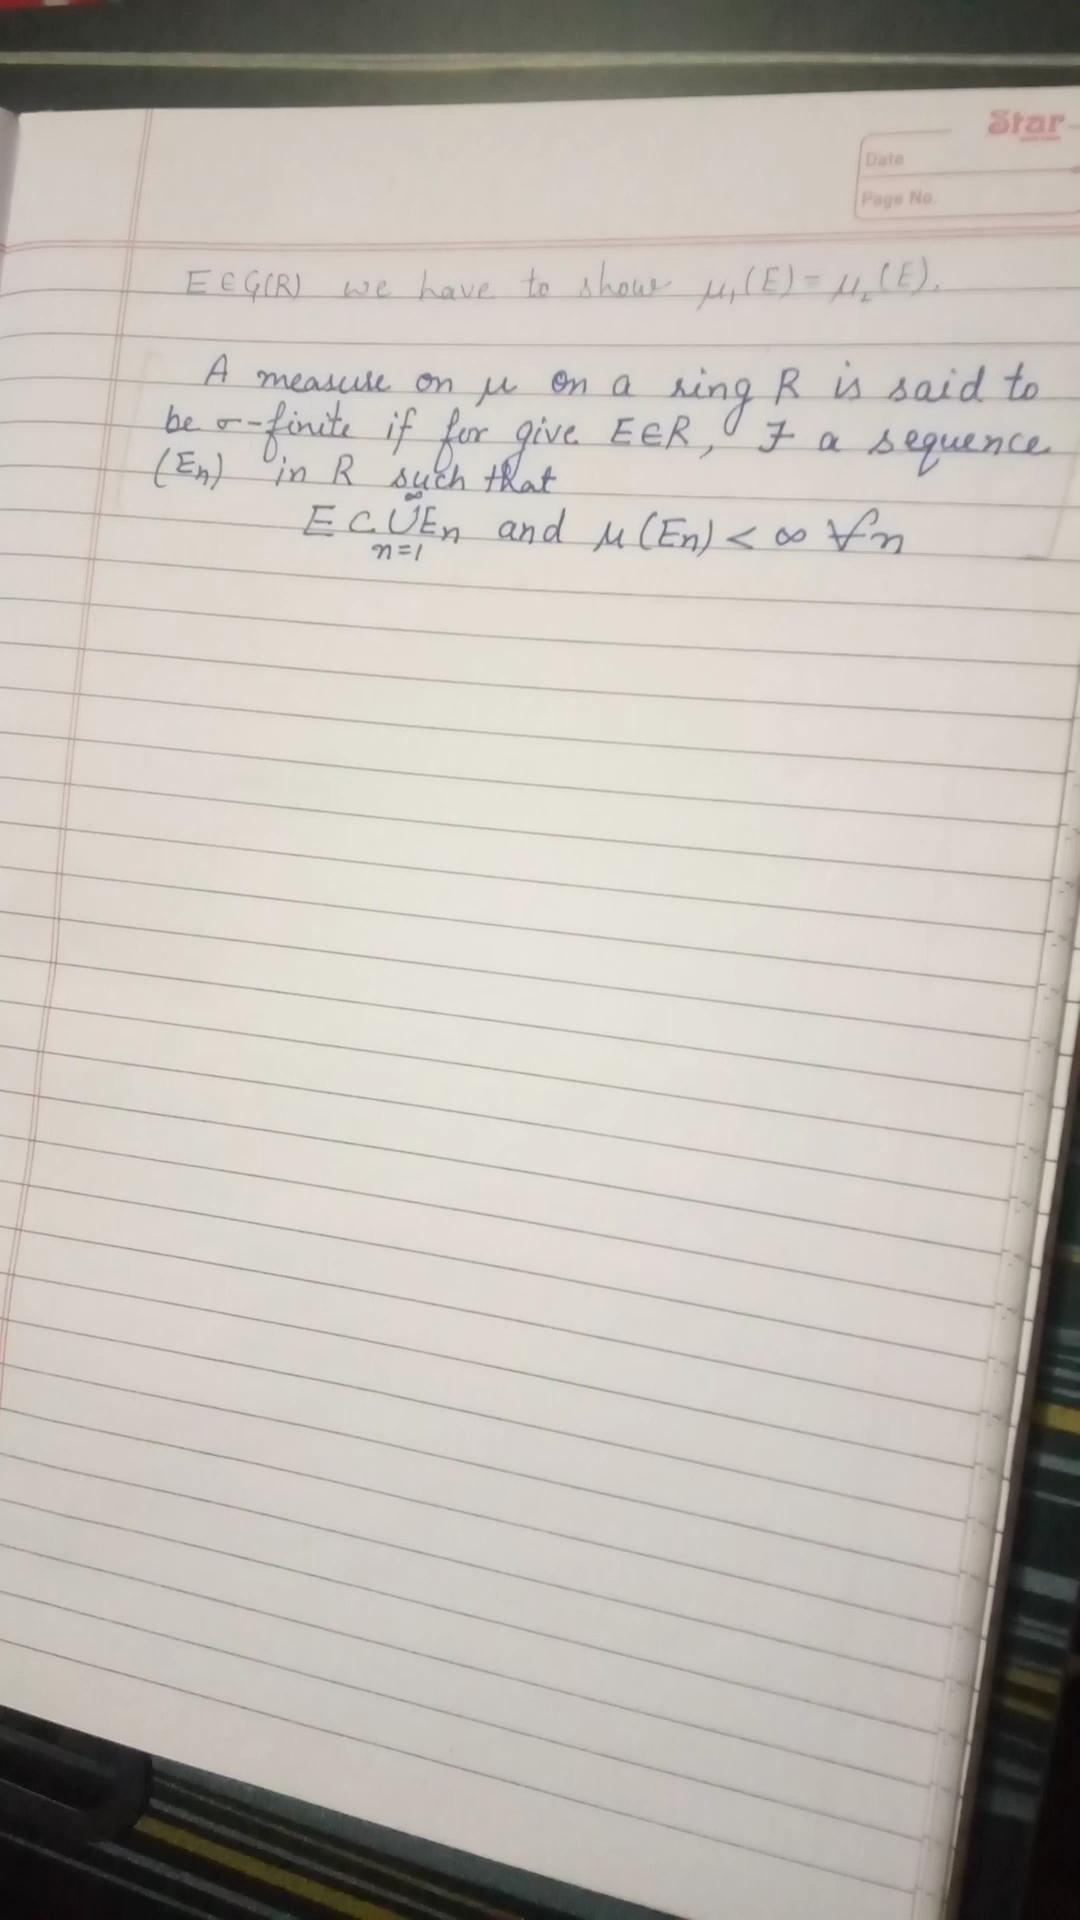 Star
Date
Page No.
E ∈ G(R) we have to show μ₁(E) = μ₂(E).
A measure on μ on a ring R is said to
be σ-finite if for give E∈R, ∃ a sequence
(En) in R such that
E ⊂ ∞∪n=1 En and μ(En) < ∞ ∀ n